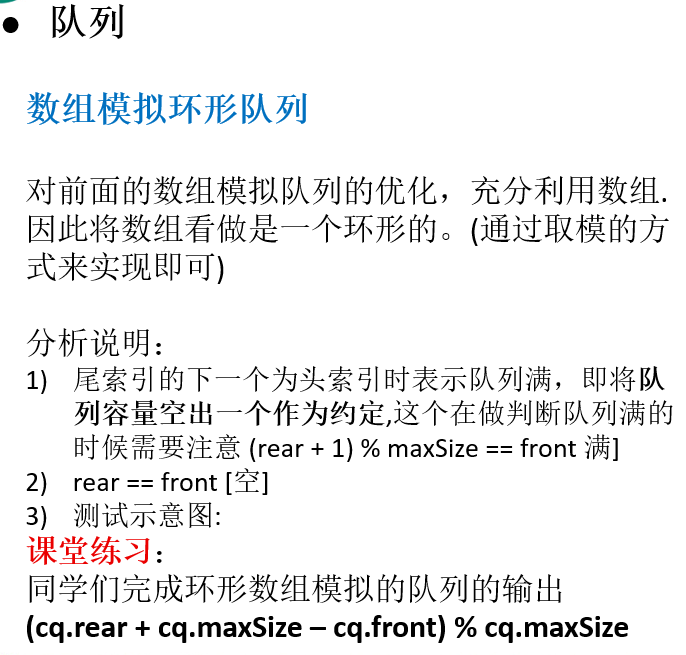 ● 队列
数组模拟环形队列
对前面的数组模拟队列的优化，充分利用数组.
因此将数组看做是一个环形的。(通过取模的方
式来实现即可)
分析说明：
1) 尾索引的下一个为头索引时表示队列满，即将队
列容量空出一个作为约定,这个在做判断队列满的
时候需要注意 (rear + 1) % maxSize == front 满]
2) rear == front [空]
3) 测试示意图:
课堂练习：
同学们完成环形数组模拟的队列的输出
(cq.rear + cq.maxSize – cq.front) % cq.maxSize